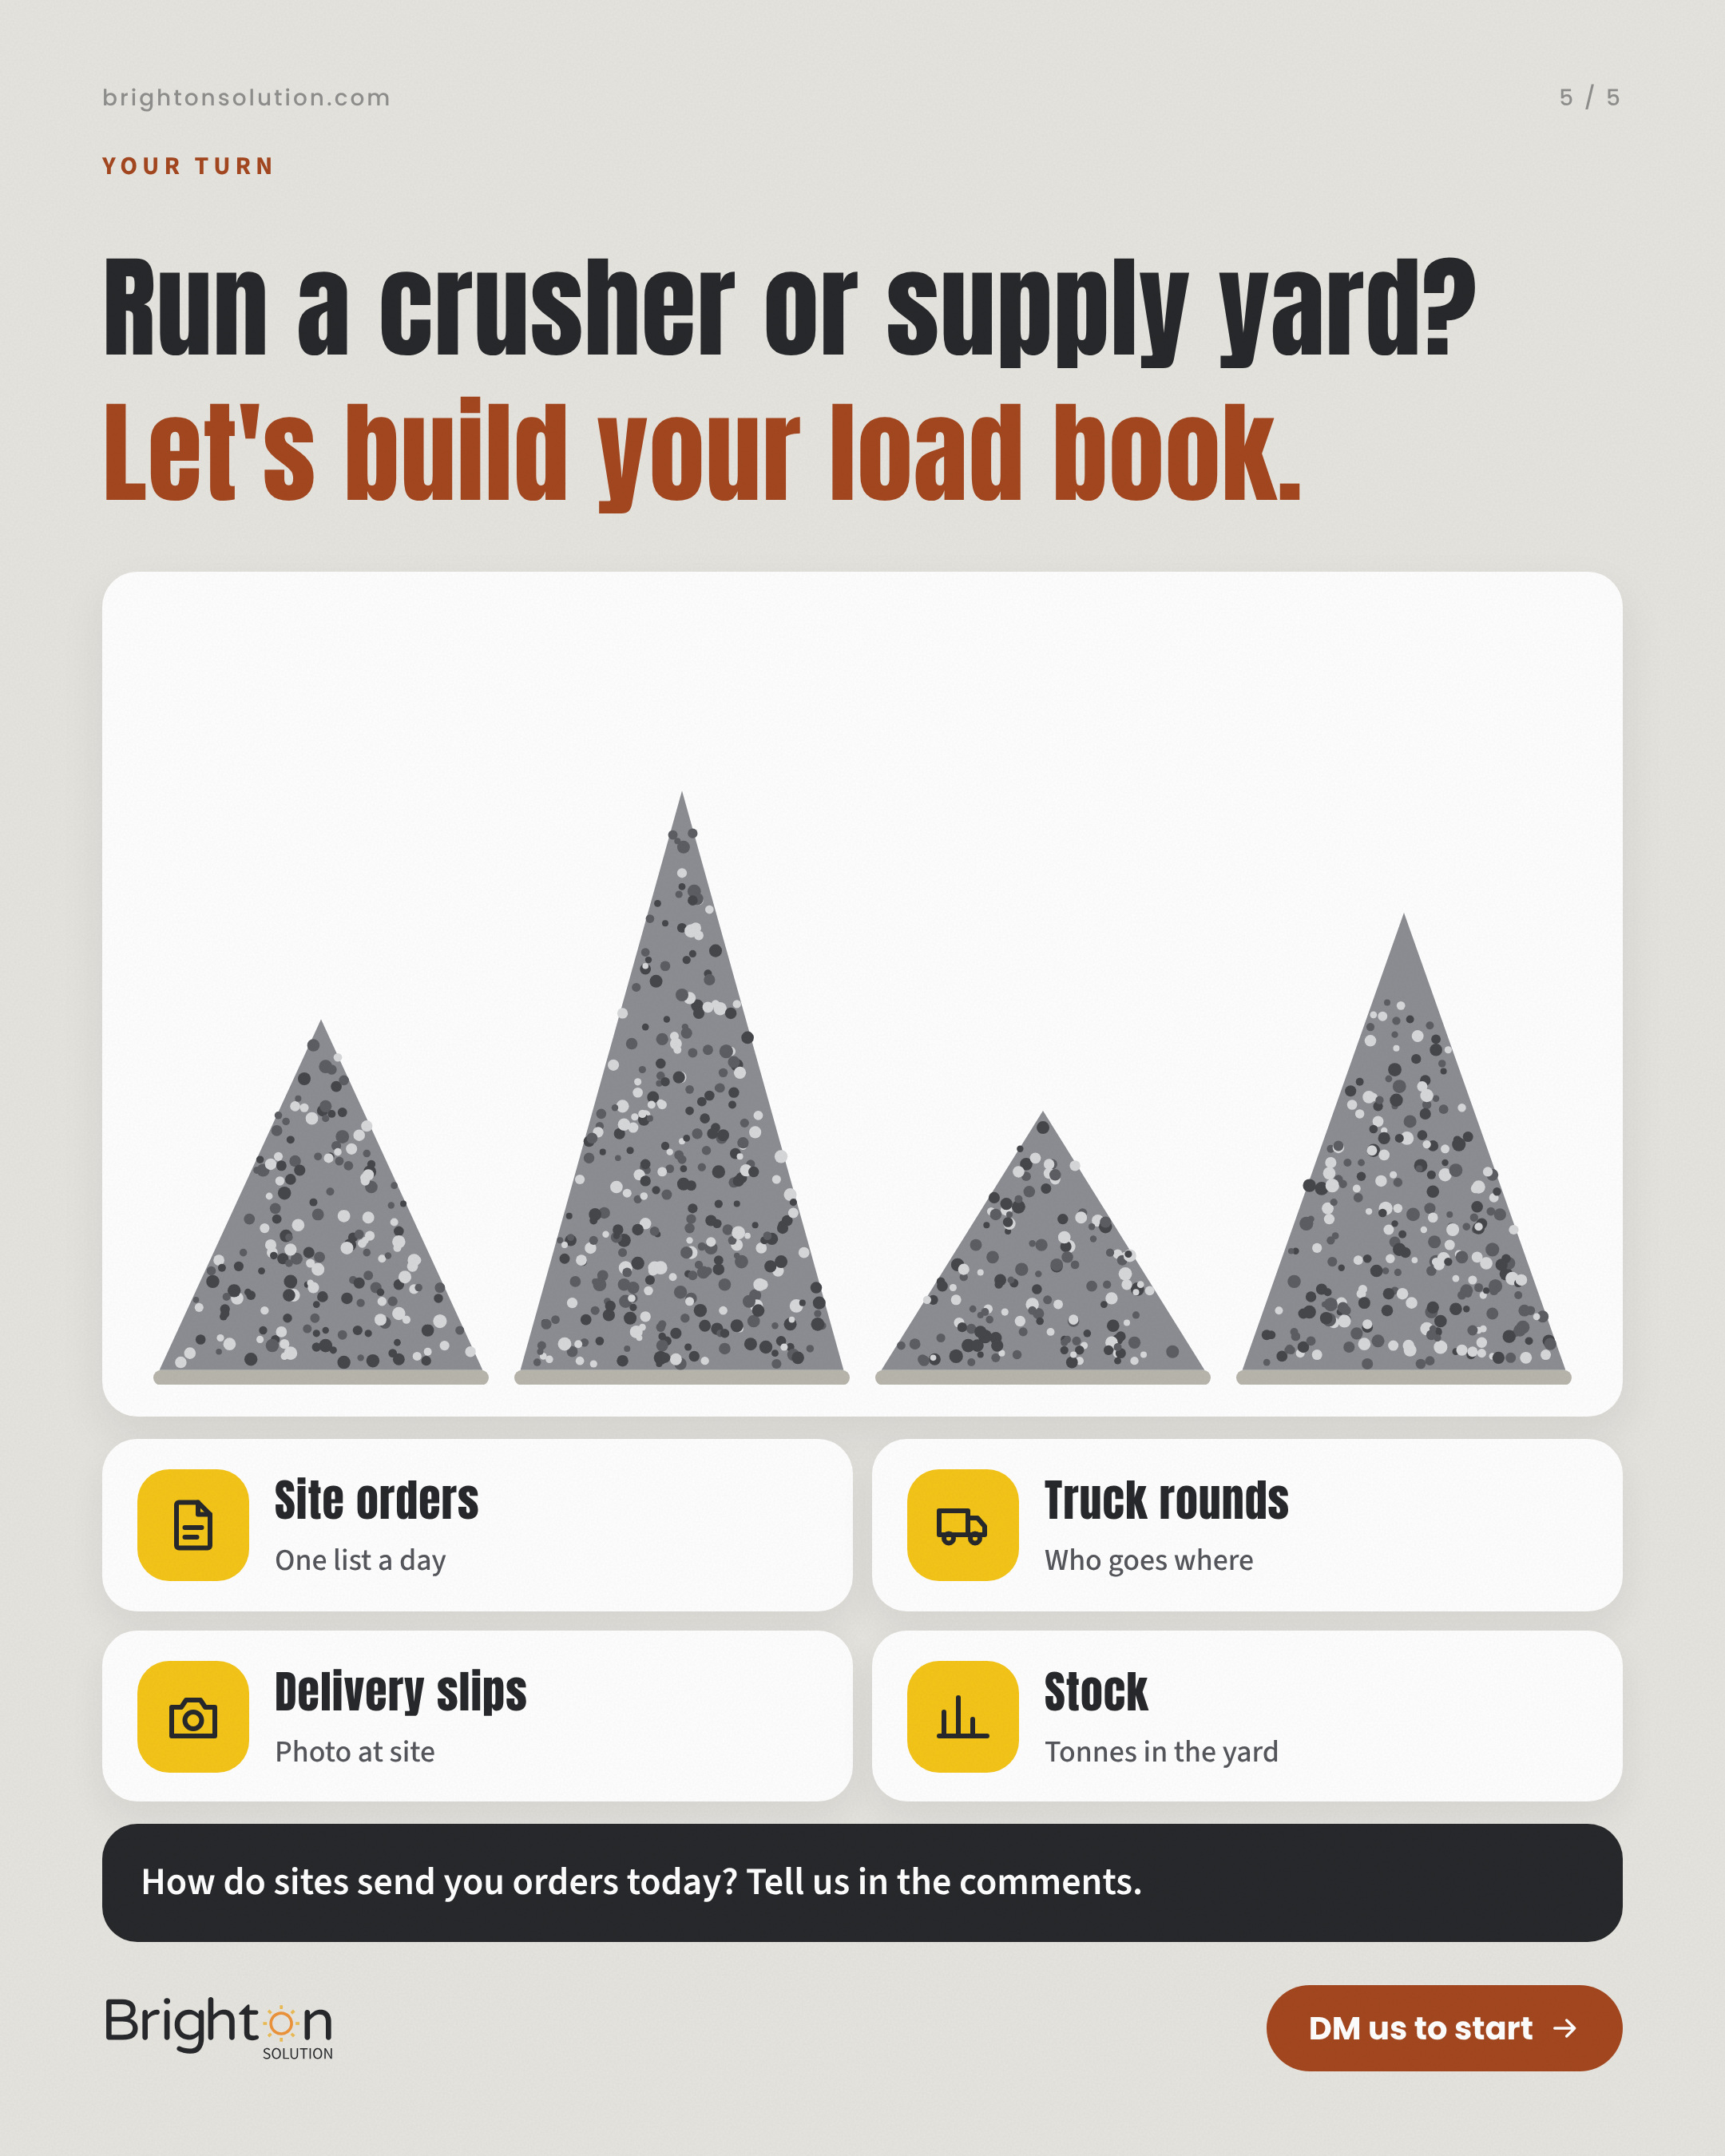 brightonsolution.com
5 / 5
YOUR TURN
Run a crusher or supply yard?
Let's build your load book.
Site orders
One list a day
Truck rounds
Who goes where
Delivery slips
Photo at site
Stock
Tonnes in the yard
How do sites send you orders today? Tell us in the comments.
Brighton
SOLUTION
DM us to start →